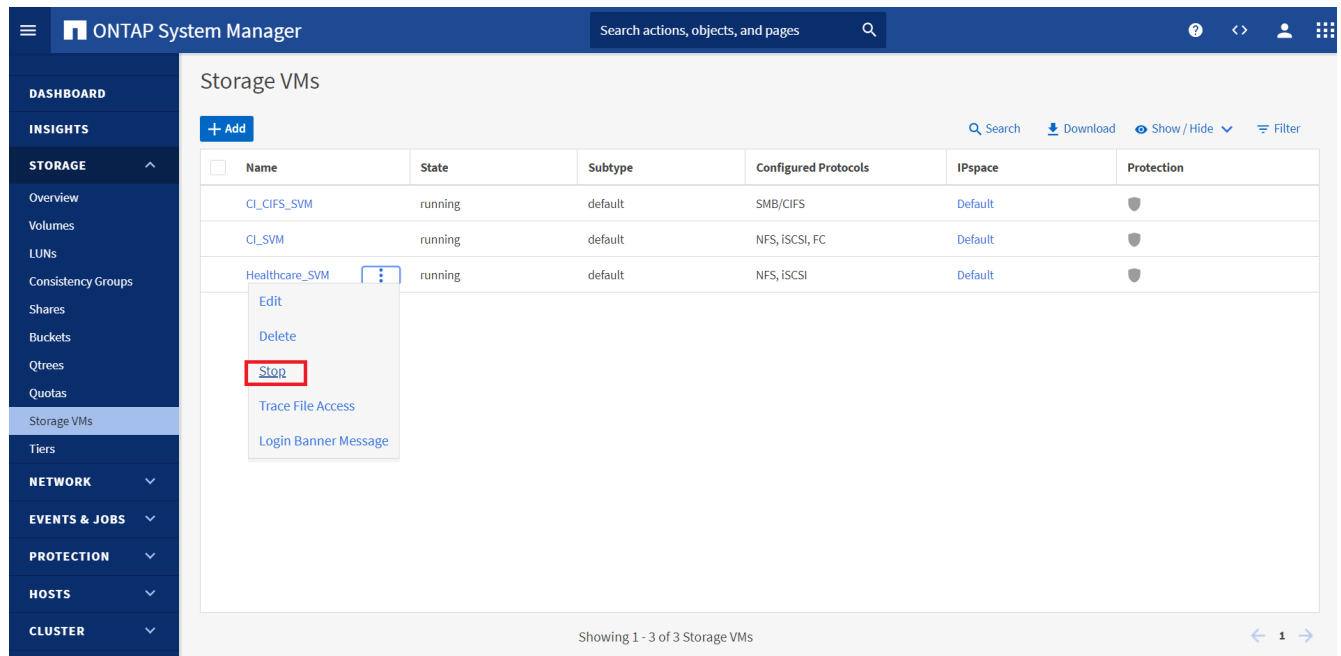 ONTAP System Manager
Search actions, objects, and pages
?
<>
DASHBOARD
INSIGHTS
STORAGE
Overview
Volumes
LUNs
Consistency Groups
Shares
Buckets
Qtrees
Quotas
Storage VMs
Tiers
NETWORK
EVENTS & JOBS
PROTECTION
HOSTS
CLUSTER
Storage VMs
+ Add
Search Download Show / Hide Filter
Name State Subtype Configured Protocols IPspace Protection
CI_CIFS_SVM running default SMB/CIFS Default
CI_SVM running default NFS, iSCSI, FC Default
Healthcare_SVM running default NFS, iSCSI Default
Edit
Delete
Stop
Trace File Access
Login Banner Message
Showing 1 - 3 of 3 Storage VMs
← 1 →